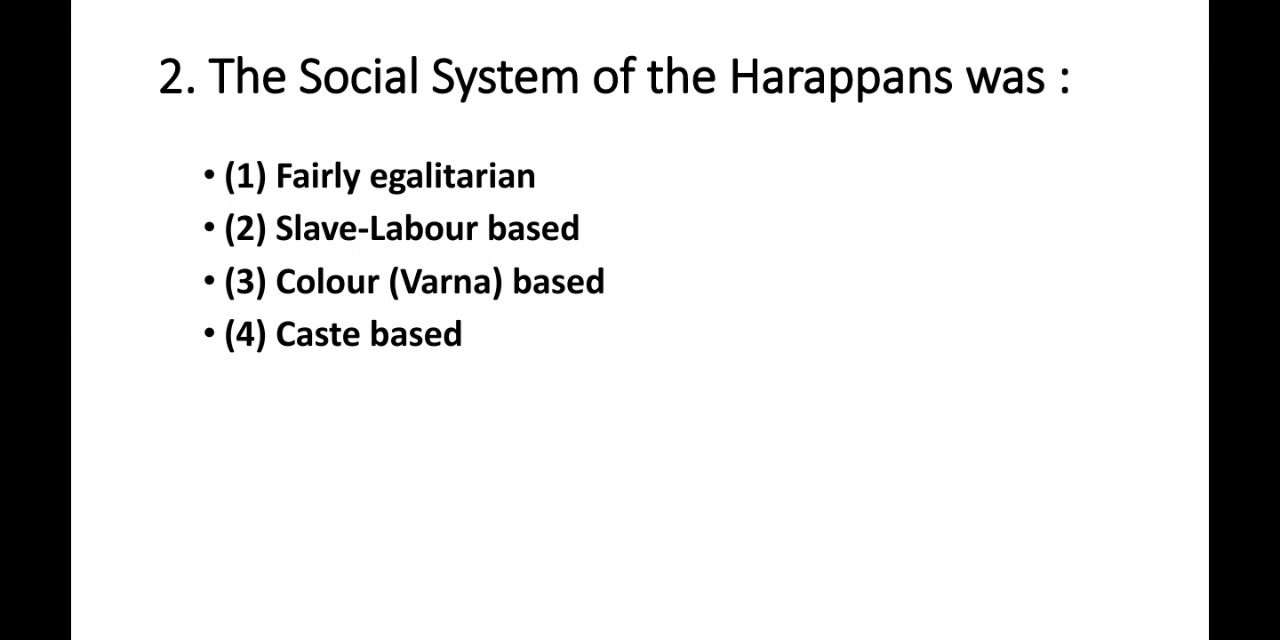 2. The Social System of the Harappans was :
• (1) Fairly egalitarian
• (2) Slave-Labour based
• (3) Colour (Varna) based
• (4) Caste based